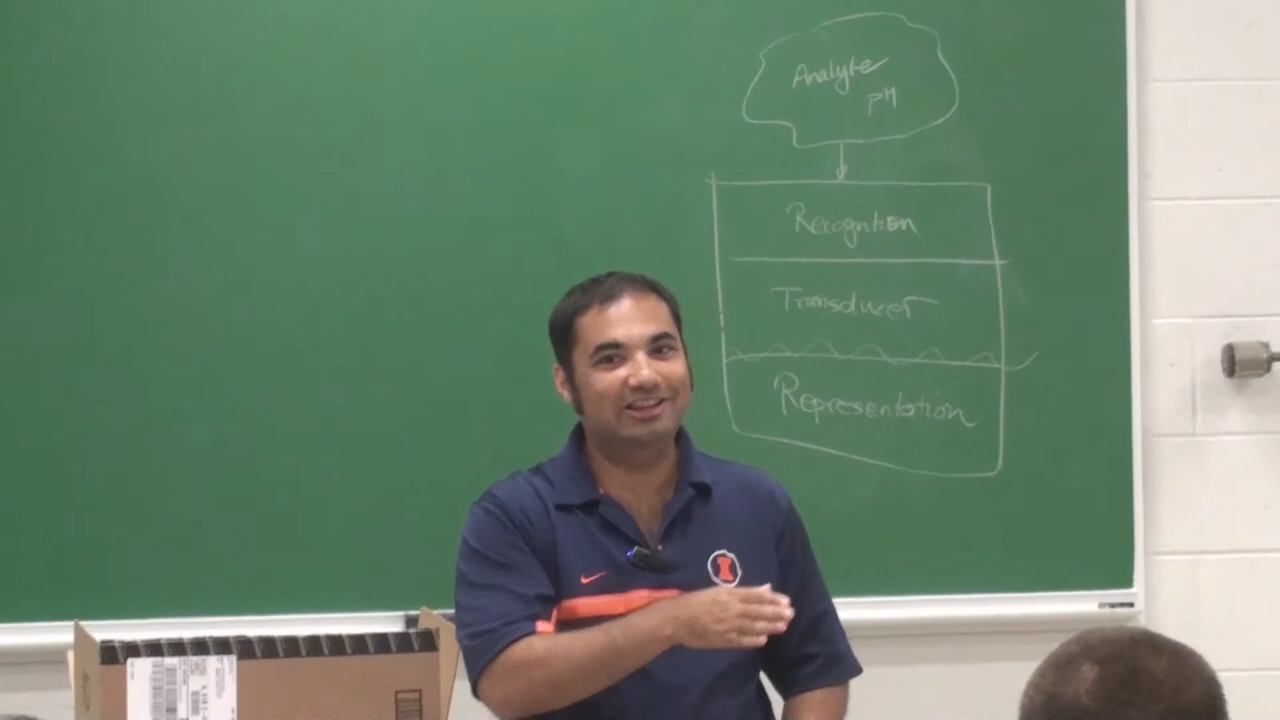 Analyte
pH
Recognition
Transducer
Representation